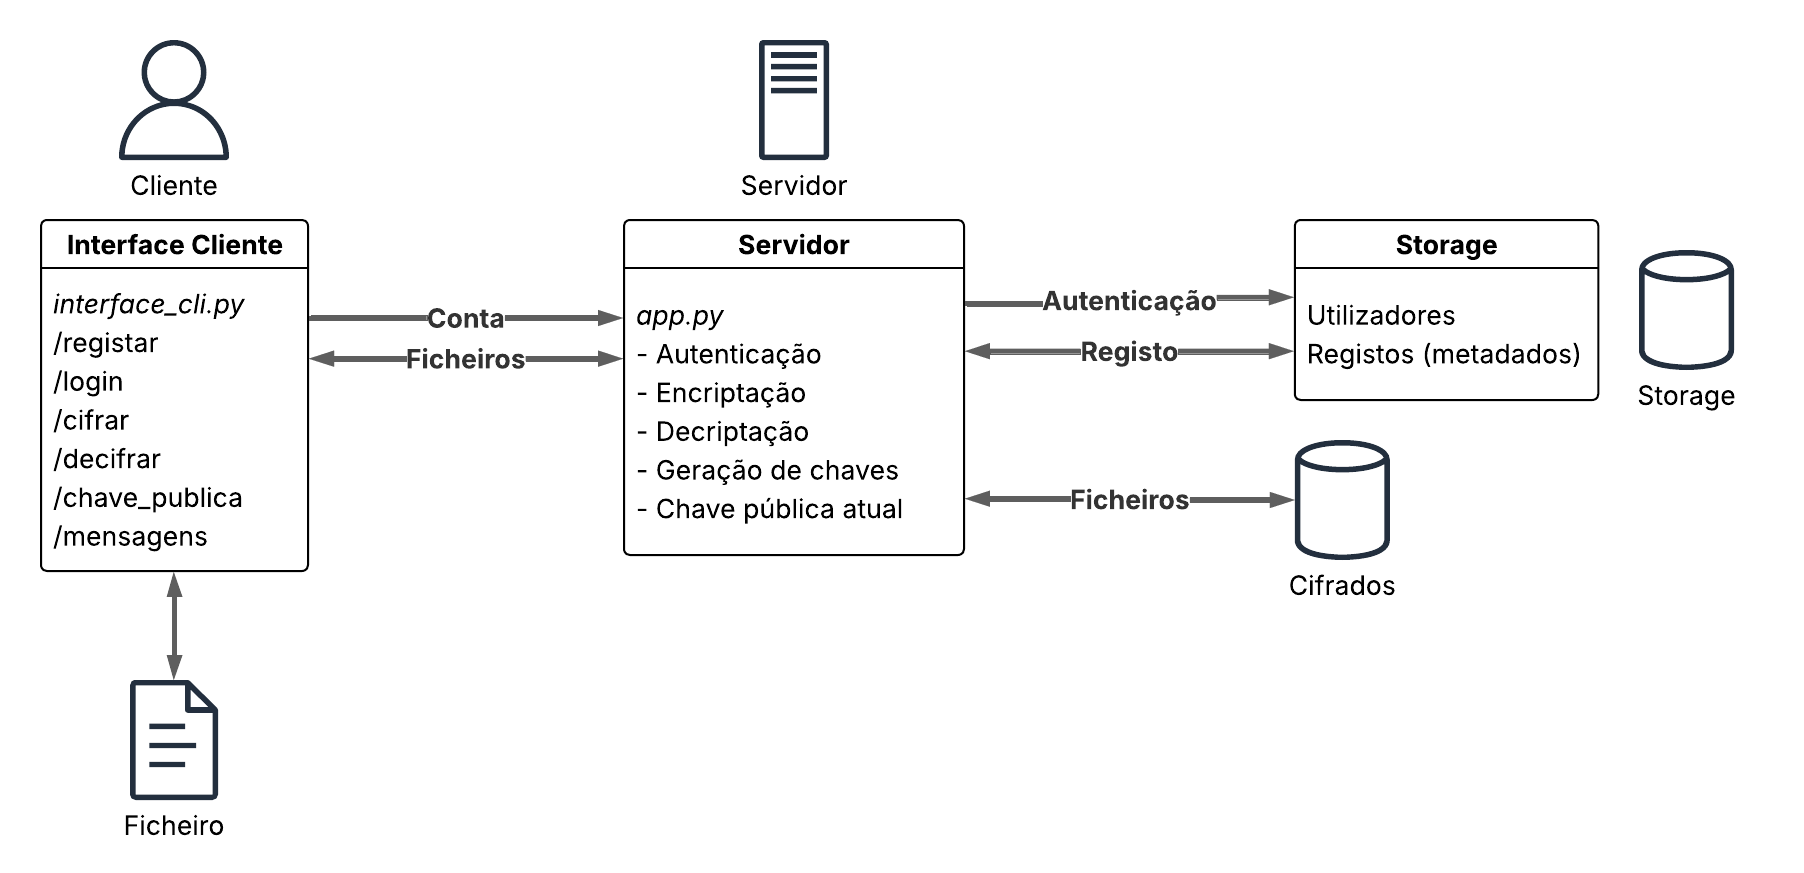 Cliente
Servidor
Interface Cliente
interface_cli.py
/registar
/login
/cifrar
/decifrar
/chave_publica
/mensagens
Conta
Ficheiros
Servidor
app.py
- Autenticação
- Encriptação
- Decriptação
- Geração de chaves
- Chave pública atual
Autenticação
Registo
Ficheiros
Storage
Utilizadores
Registos (metadados)
Storage
Cifrados
Ficheiro